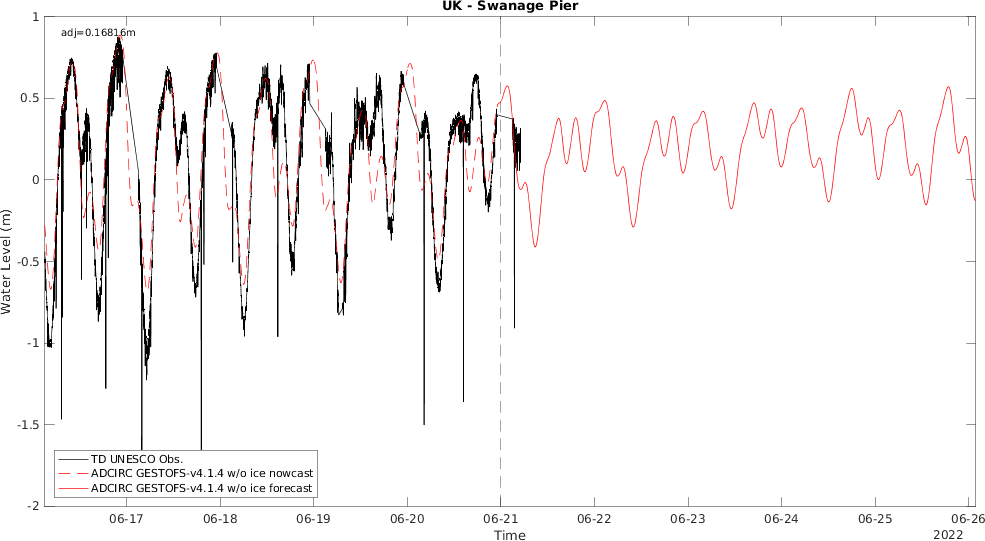 UK - Swanage Pier
adj=0.16816m
Water Level (m)
1
0.5
0
-0.5
-1
-1.5
-2
TD UNESCO Obs.
ADCIRC GESTOFS-v4.1.4 w/o ice nowcast
ADCIRC GESTOFS-v4.1.4 w/o ice forecast
06-17 06-18 06-19 06-20 06-21 06-22 06-23 06-24 06-25 06-26
Time
2022